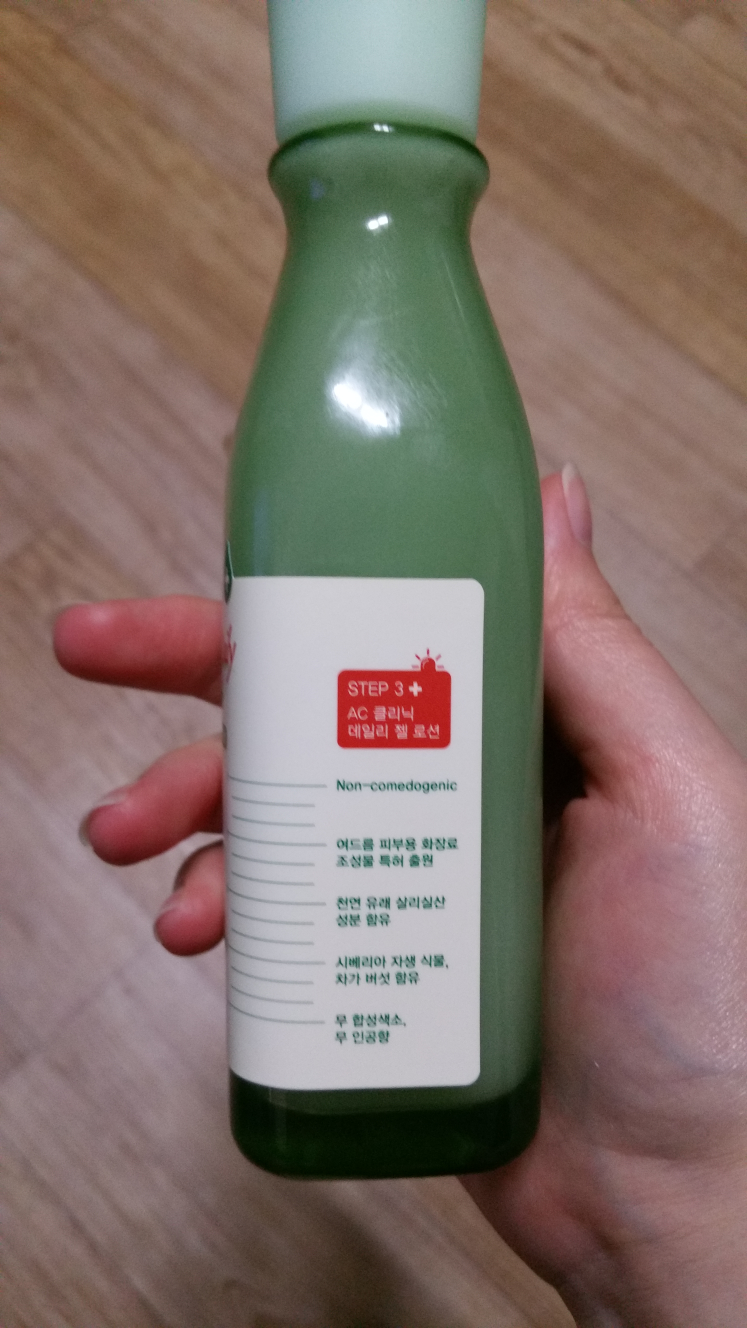 STEP 3
AC 클리닉
데일리 젤 로션
Non-comedogenic
여드름 피부용 화장료
조성물 특허 출원
천연 유래 살리실산
성분 함유
시베리아 자생 식물,
차가 버섯 함유
무 합성색소,
무 인공향